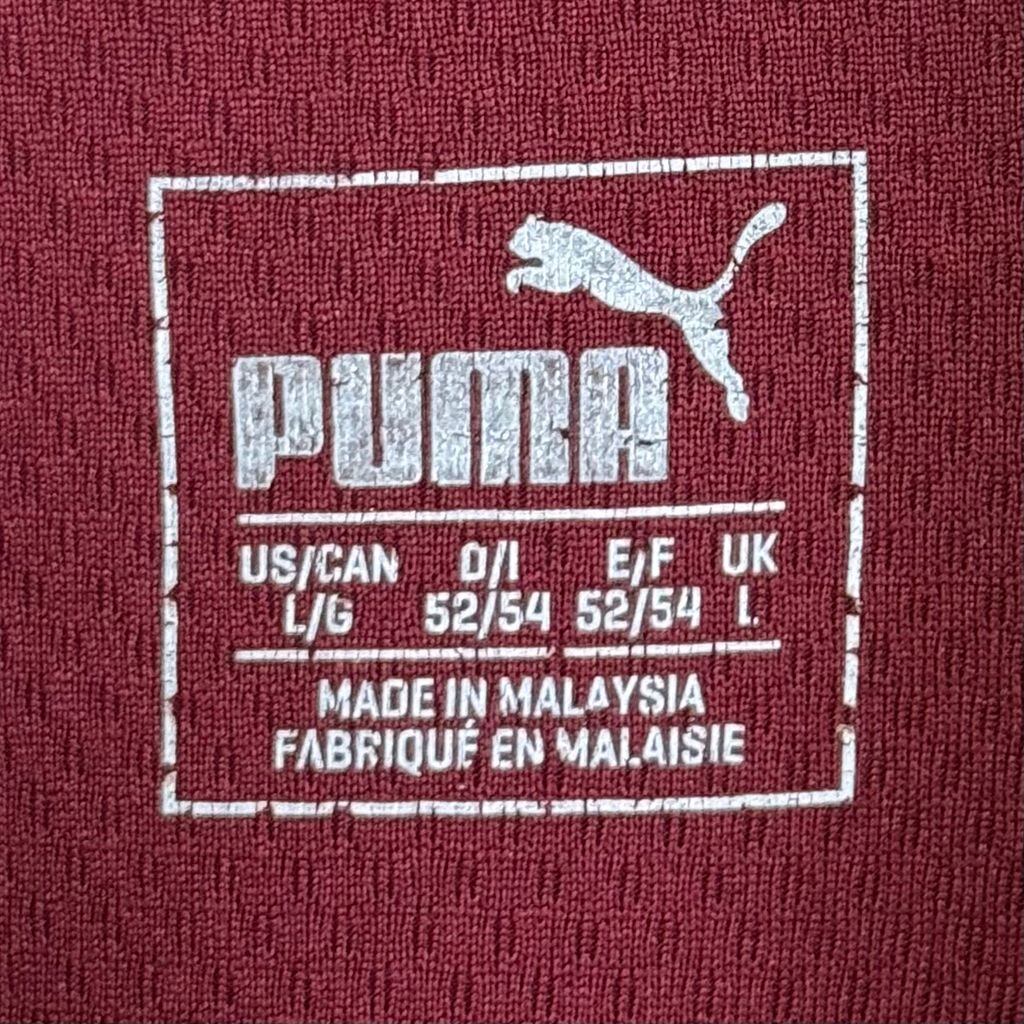 PUMA
US/CAN D/I E/F UK
L/G 52/54 52/54 L
MADE IN MALAYSIA
FABRIQUÉ EN MALAISIE